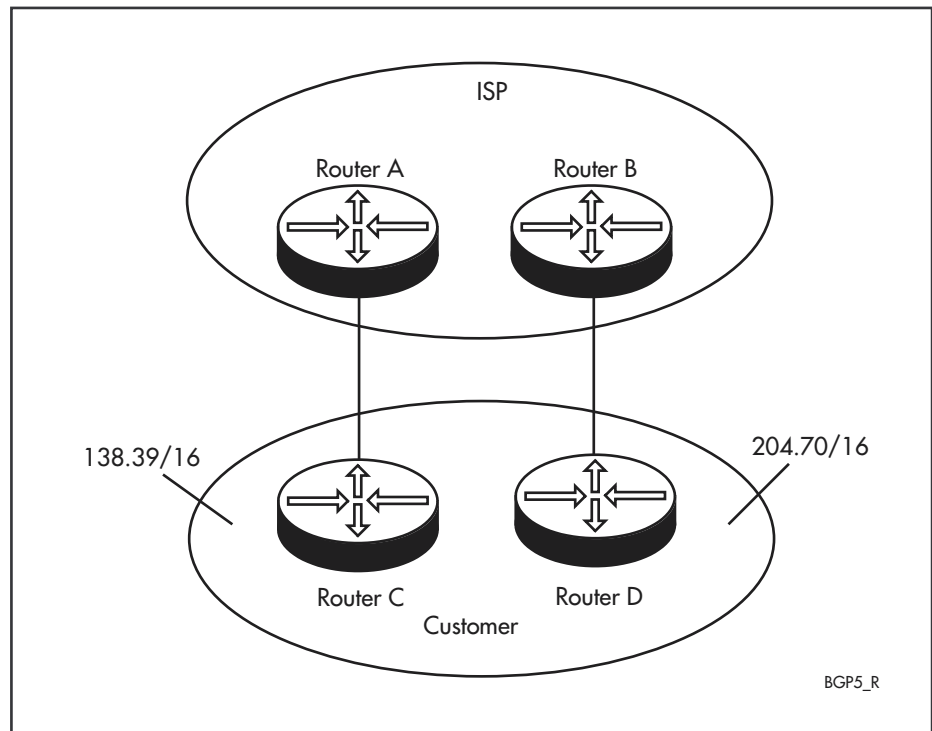 ISP
Router A
Router B
138.39/16
204.70/16
Router C
Router D
Customer
BGP5_R